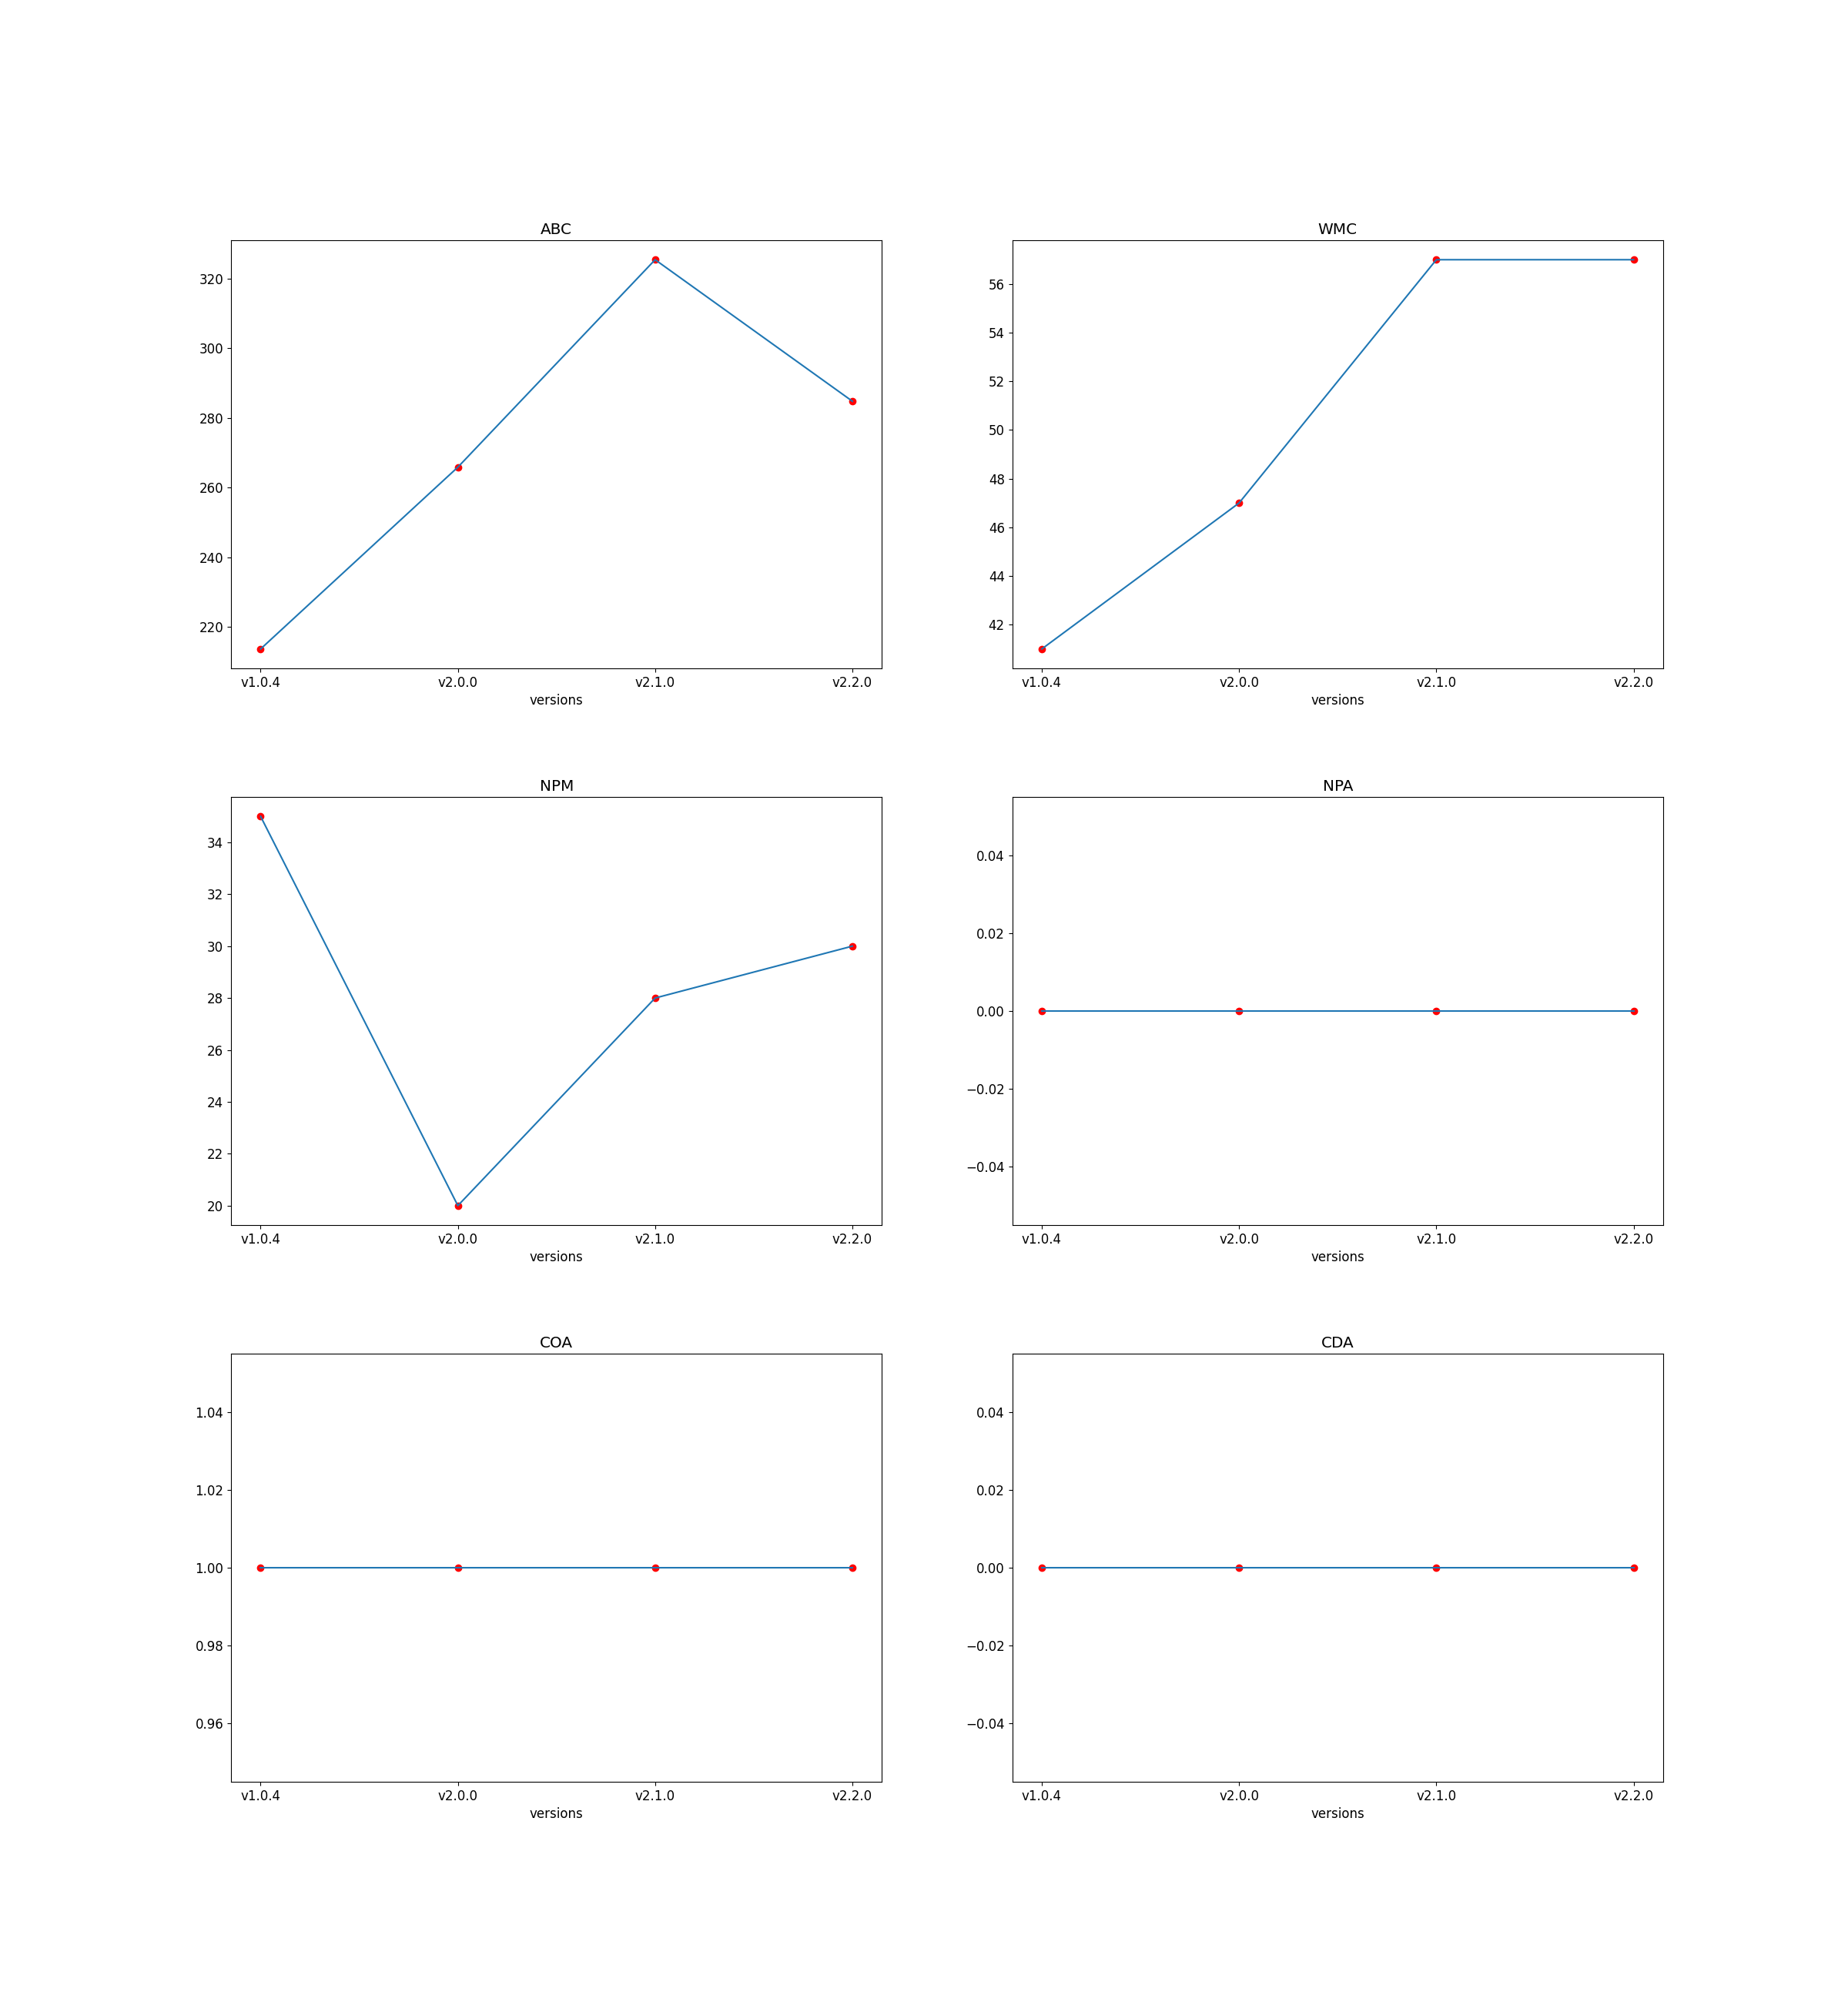 ABC
320
300
280
260
240
220
v1.0.4 v2.0.0 v2.1.0 v2.2.0
versions
WMC
56
54
52
50
48
46
44
42
v1.0.4 v2.0.0 v2.1.0 v2.2.0
versions
NPM
34
32
30
28
26
24
22
20
v1.0.4 v2.0.0 v2.1.0 v2.2.0
versions
NPA
0.04
0.02
0.00
−0.02
−0.04
v1.0.4 v2.0.0 v2.1.0 v2.2.0
versions
COA
1.04
1.02
1.00
0.98
0.96
v1.0.4 v2.0.0 v2.1.0 v2.2.0
versions
CDA
0.04
0.02
0.00
−0.02
−0.04
v1.0.4 v2.0.0 v2.1.0 v2.2.0
versions